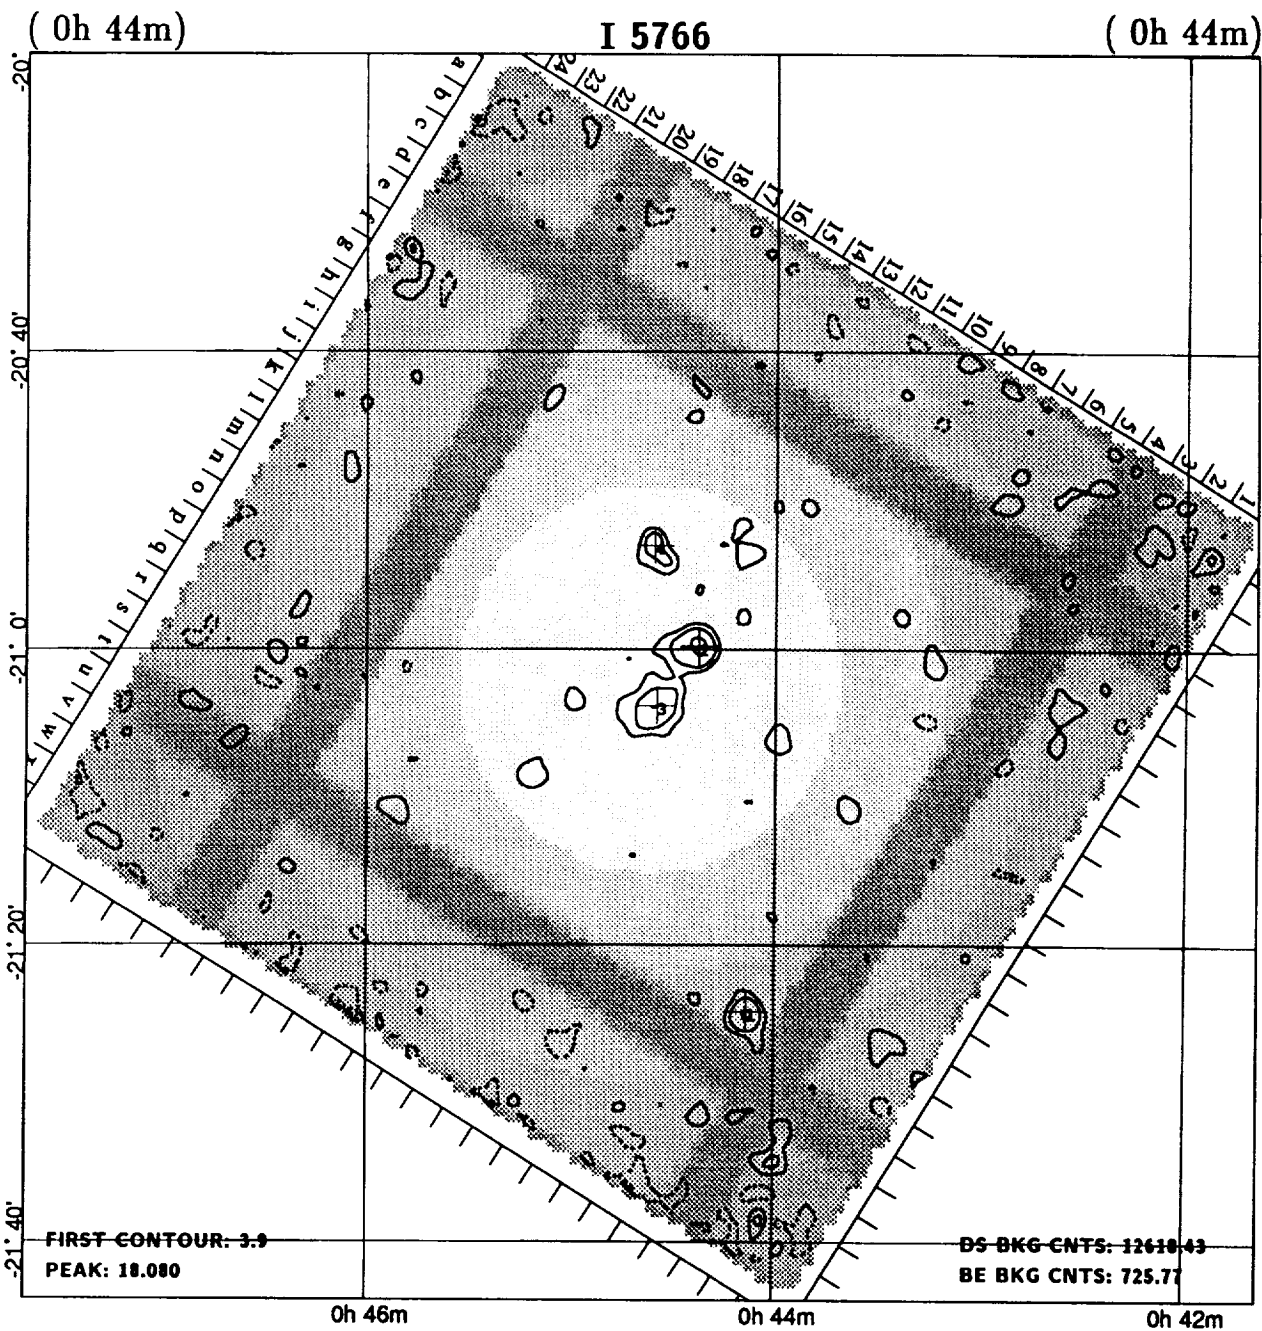 ( 0h 44m) I 5766 ( 0h 44m)
a b c d e f g h i j k l m n o p q r s t u v w x
24 23 22 21 20 19 18 17 16 15 14 13 12 11 10 9 8 7 6 5 4 3 2 1
-20°
-20° 40'
-21° 0'
3
-21° 20'
-21° 40'
FIRST CONTOUR: 3.9 DS BKG CNTS: 12618.43
PEAK: 18.080 BE BKG CNTS: 725.77
0h 46m 0h 44m 0h 42m